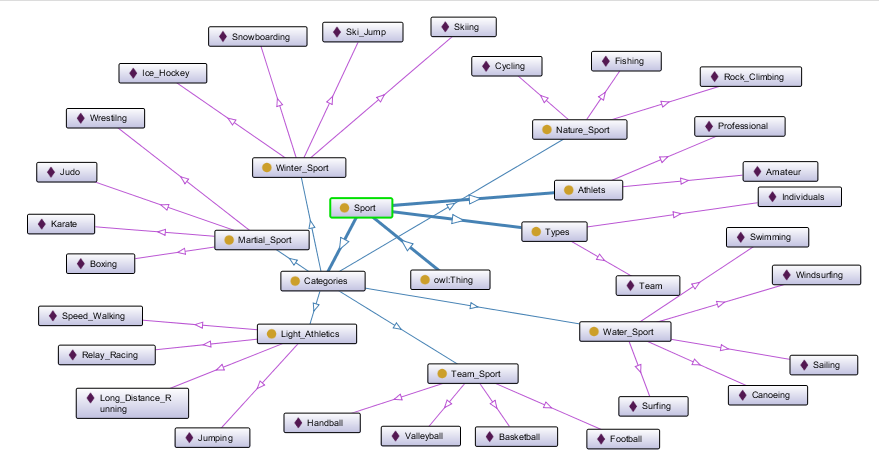 Skiing
Ski_Jump
Snowboarding
Fishing
Cycling
Ice_Hockey
Rock_Climbing
Wrestilng
Professional
Nature_Sport
Winter_Sport
Judo
Amateur
Athlets
Individuals
Sport
Karate
Types
Martial_Sport
Swimming
Boxing
Windsurfing
Categories
owl:Thing
Team
Speed_Walking
Light_Athletics
Water_Sport
Relay_Racing
Sailing
Team_Sport
Long_Distance_R
unning
Canoeing
Surfing
Handball
Valleyball
Basketball
Jumping
Football